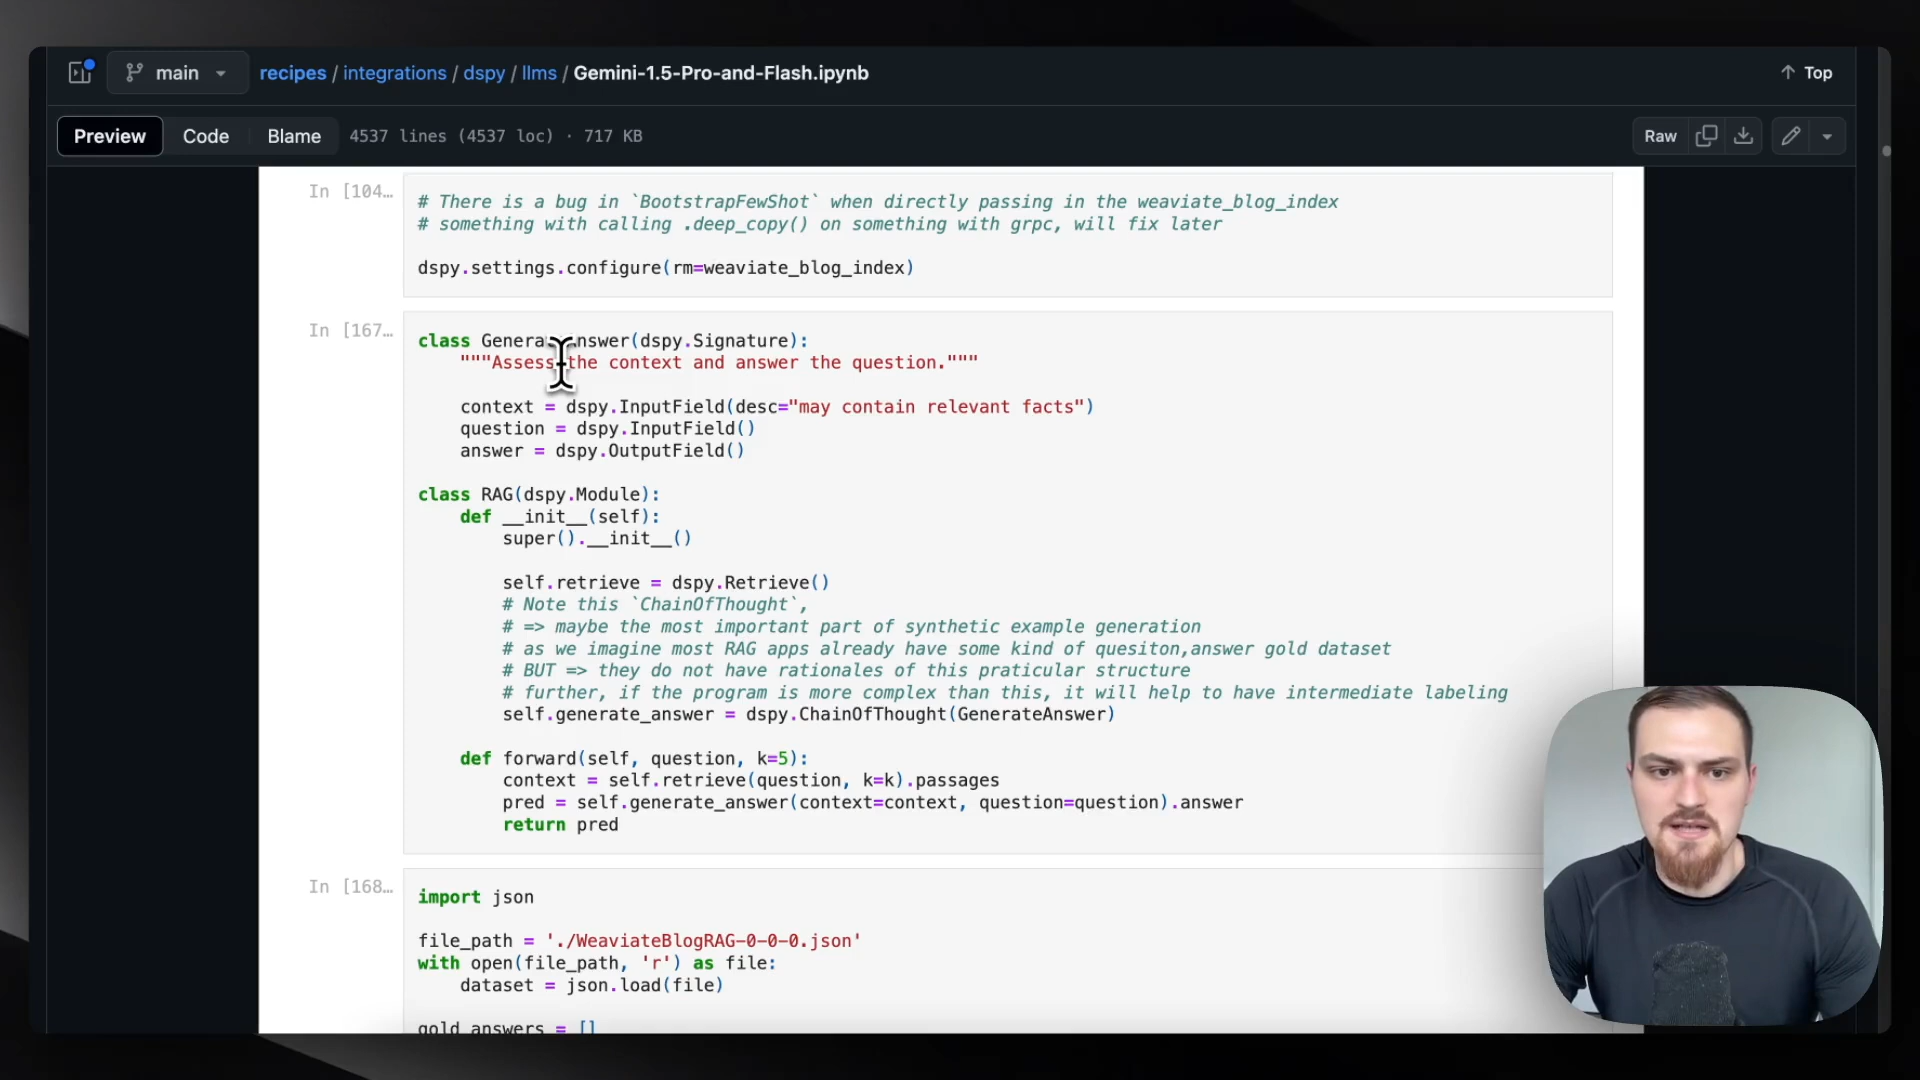 main
recipes / integrations / dspy / llms / Gemini-1.5-Pro-and-Flash.ipynb
Top
Preview
Code
Blame
4537 lines (4537 loc) · 717 KB
Raw
In [104…
# There is a bug in `BootstrapFewShot` when directly passing in the weaviate_blog_index
# something with calling .deep_copy() on something with grpc, will fix later
dspy.settings.configure(rm=weaviate_blog_index)
In [167…
class Genera nswer(dspy.Signature):
"""Assess the context and answer the question."""
context = dspy.InputField(desc="may contain relevant facts")
question = dspy.InputField()
answer = dspy.OutputField()
class RAG(dspy.Module):
def __init__(self):
super().__init__()
self.retrieve = dspy.Retrieve()
# Note this `ChainOfThought`,
# => maybe the most important part of synthetic example generation
# as we imagine most RAG apps already have some kind of quesiton,answer gold dataset
# BUT => they do not have rationales of this praticular structure
# further, if the program is more complex than this, it will help to have intermediate labeling
self.generate_answer = dspy.ChainOfThought(GenerateAnswer)
def forward(self, question, k=5):
context = self.retrieve(question, k=k).passages
pred = self.generate_answer(context=context, question=question).answer
return pred
In [168…
import json
file_path = './WeaviateBlogRAG-0-0-0.json'
with open(file_path, 'r') as file:
dataset = json.load(file)
gold_answers = []